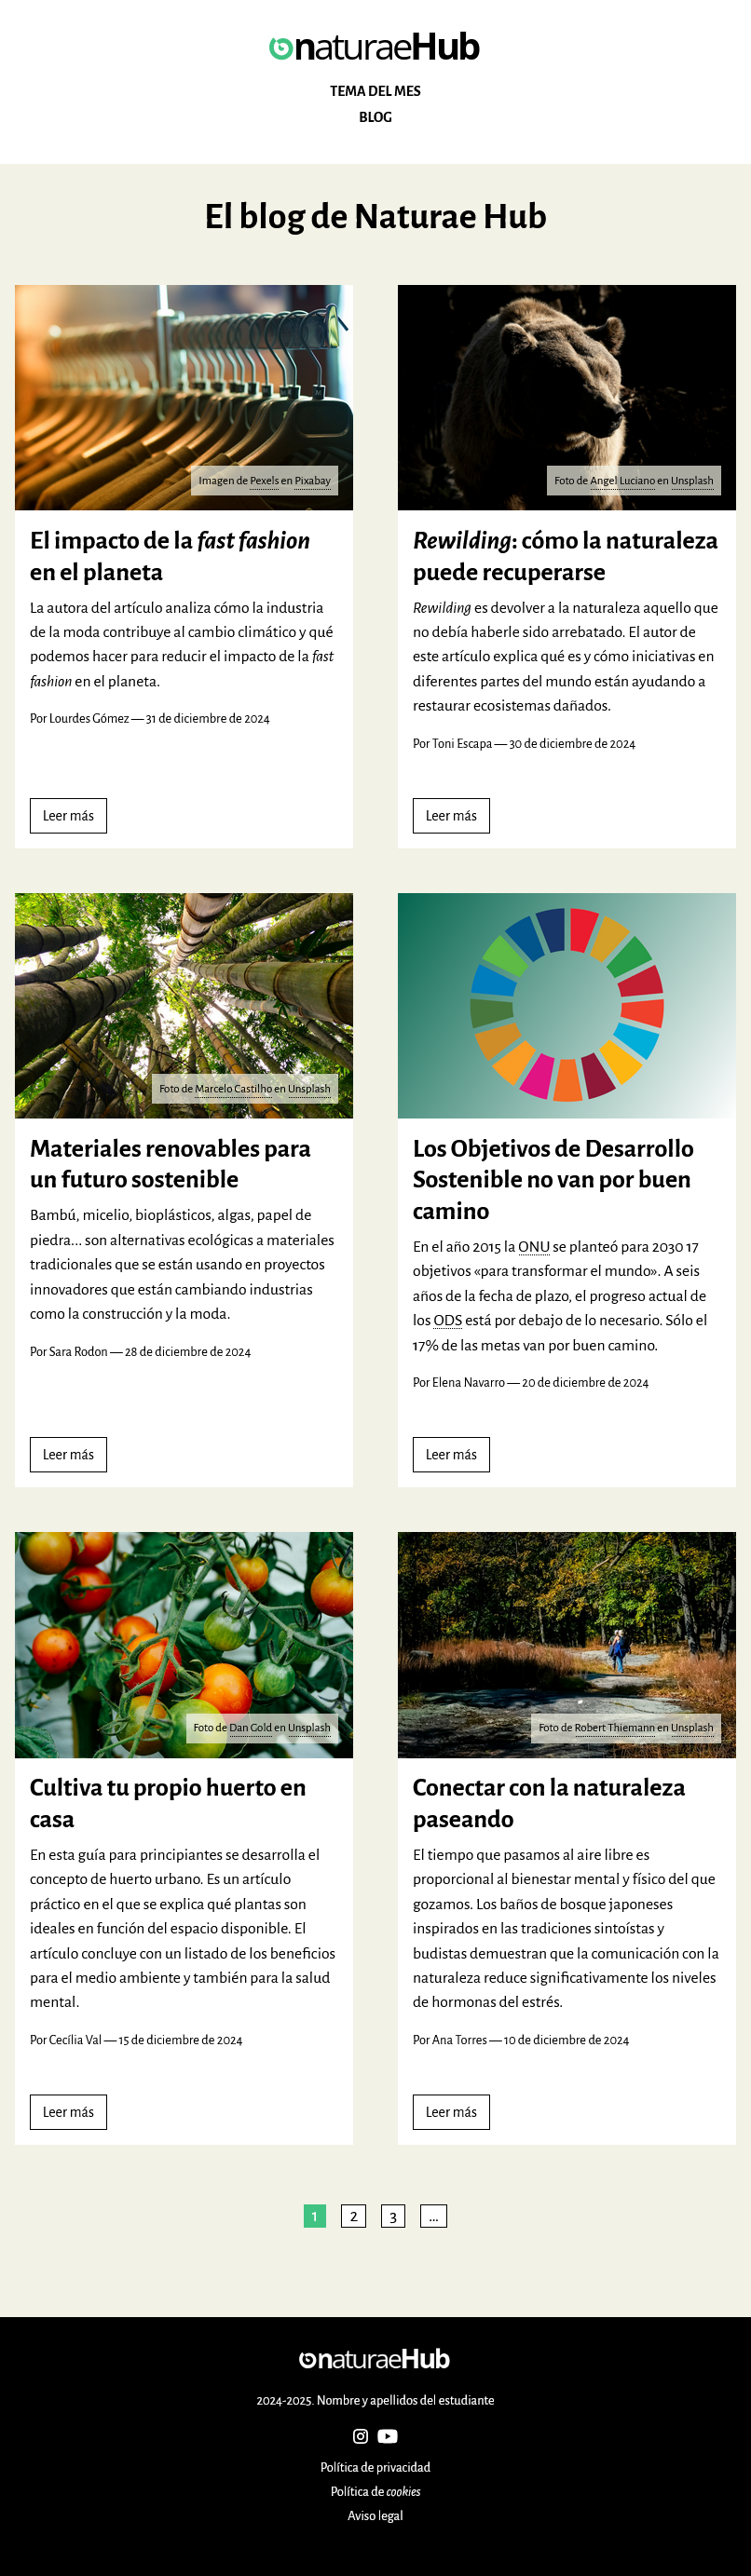 naturaeHub
TEMA DEL MES
BLOG
El blog de Naturae Hub
Imagen de Pexels en Pixabay
El impacto de la fast fashion
en el planeta
La autora del artículo analiza cómo la industria
de la moda contribuye al cambio climático y qué
podemos hacer para reducir el impacto de la fast
fashion en el planeta.
Por Lourdes Gómez — 31 de diciembre de 2024
Leer más
Foto de Angel Luciano en Unsplash
Rewilding: cómo la naturaleza
puede recuperarse
Rewilding es devolver a la naturaleza aquello que
no debía haberle sido arrebatado. El autor de
este artículo explica qué es y cómo iniciativas en
diferentes partes del mundo están ayudando a
restaurar ecosistemas dañados.
Por Toni Escapa — 30 de diciembre de 2024
Leer más
Foto de Marcelo Castilho en Unsplash
Materiales renovables para
un futuro sostenible
Bambú, micelio, bioplásticos, algas, papel de
piedra... son alternativas ecológicas a materiales
tradicionales que se están usando en proyectos
innovadores que están cambiando industrias
como la construcción y la moda.
Por Sara Rodon — 28 de diciembre de 2024
Leer más
Los Objetivos de Desarrollo
Sostenible no van por buen
camino
En el año 2015 la ONU se planteó para 2030 17
objetivos «para transformar el mundo». A seis
años de la fecha de plazo, el progreso actual de
los ODS está por debajo de lo necesario. Sólo el
17% de las metas van por buen camino.
Por Elena Navarro — 20 de diciembre de 2024
Leer más
Foto de Dan Gold en Unsplash
Cultiva tu propio huerto en
casa
En esta guía para principiantes se desarrolla el
concepto de huerto urbano. Es un artículo
práctico en el que se explica qué plantas son
ideales en función del espacio disponible. El
artículo concluye con un listado de los beneficios
para el medio ambiente y también para la salud
mental.
Por Cecília Val — 15 de diciembre de 2024
Leer más
Foto de Robert Thiemann en Unsplash
Conectar con la naturaleza
paseando
El tiempo que pasamos al aire libre es
proporcional al bienestar mental y físico del que
gozamos. Los baños de bosque japoneses
inspirados en las tradiciones sintoístas y
budistas demuestran que la comunicación con la
naturaleza reduce significativamente los niveles
de hormonas del estrés.
Por Ana Torres — 10 de diciembre de 2024
Leer más
1 2 3 ...
naturaeHub
2024-2025. Nombre y apellidos del estudiante
Política de privacidad
Política de cookies
Aviso legal